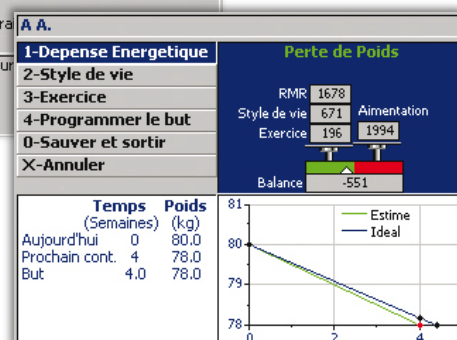 ra
A A.
ur
1-Depense Energetique
2-Style de vie
3-Exercice
4-Programmer le but
0-Sauver et sortir
X-Annuler
Perte de Poids
RMR 1678
Style de vie 671 Aimentation
Exercice 196 1994
Balance -551
Temps Poids
(Semaines) (kg)
Aujourd'hui 0 80.0
Prochain cont. 4 78.0
But 4.0 78.0
81
80
79
78
Estime
Ideal
0 2 4